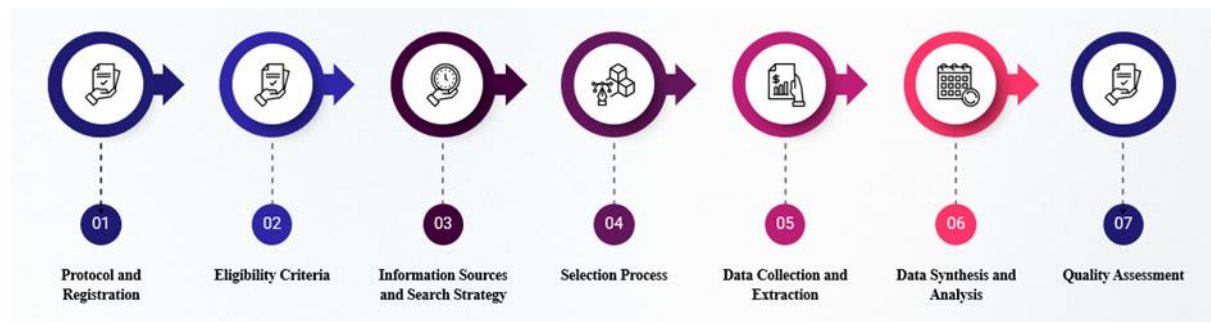 01
02
03
04
05
06
07
Protocol and
Registration
Eligibility Criteria
Information Sources
and Search Strategy
Selection Process
Data Collection and
Extraction
Data Synthesis and
Analysis
Quality Assessment